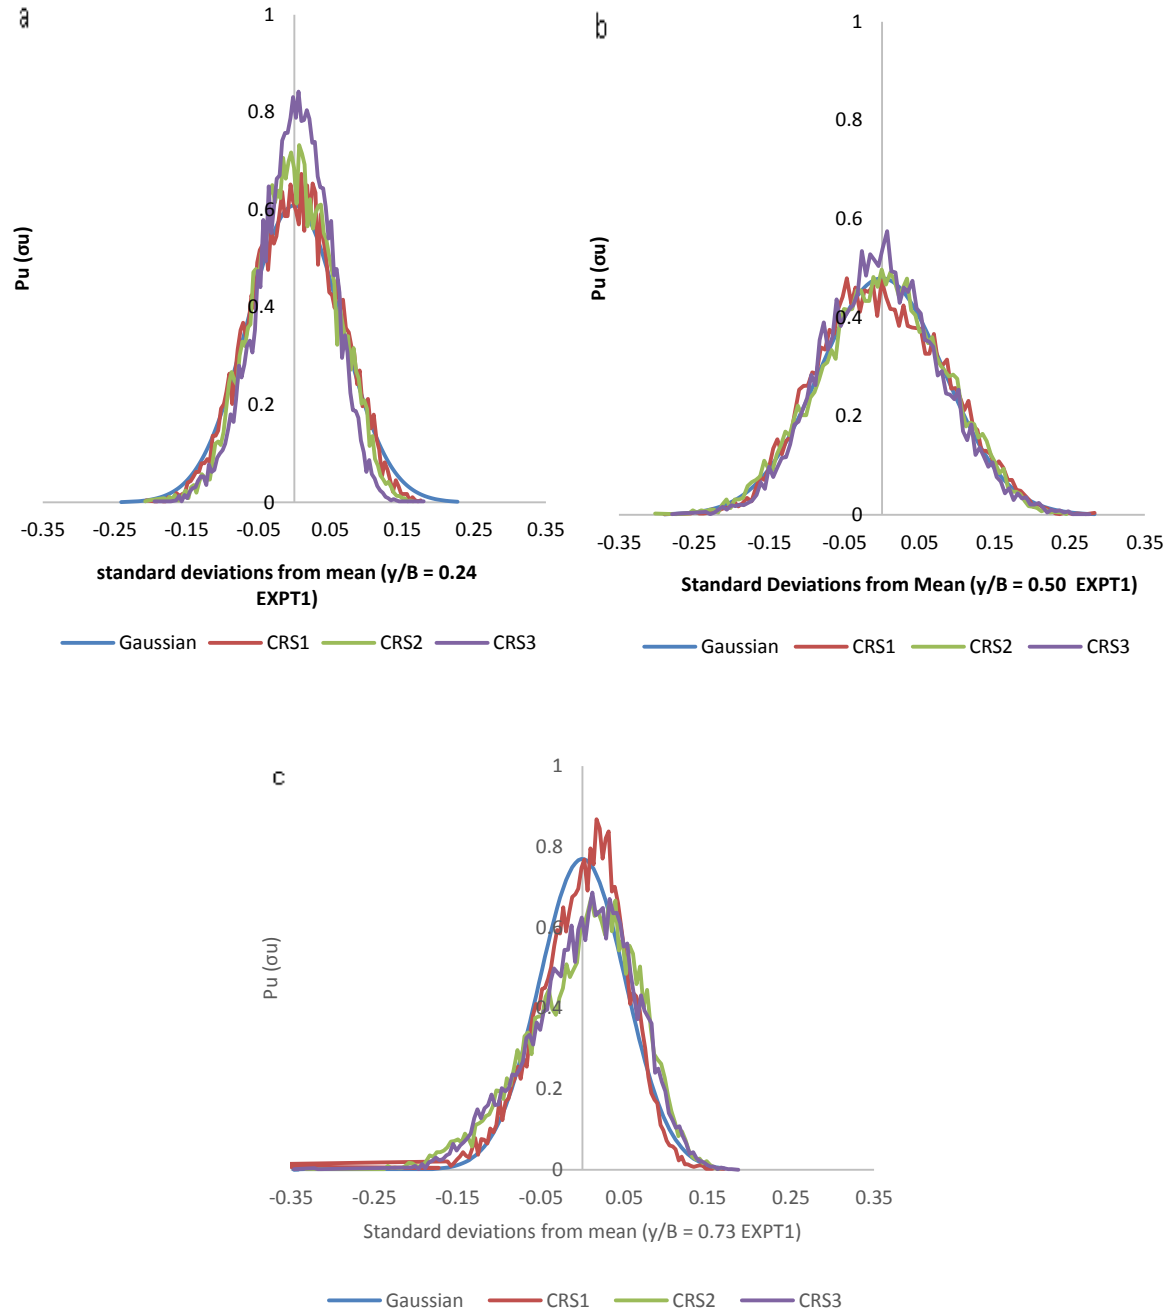 a
1
0.8
0.6
0.4
0.2
0
Pu (σu)
-0.35 -0.25 -0.15 -0.05 0.05 0.15 0.25 0.35
standard deviations from mean (y/B = 0.24
EXPT1)
Gaussian CRS1 CRS2 CRS3
b
1
0.8
0.6
0.4
0.2
0
Pu (σu)
-0.35 -0.25 -0.15 -0.05 0.05 0.15 0.25 0.35
Standard Deviations from Mean (y/B = 0.50 EXPT1)
Gaussian CRS1 CRS2 CRS3
c
1
0.8
0.6
0.4
0.2
0
Pu (σu)
-0.35 -0.25 -0.15 -0.05 0.05 0.15 0.25 0.35
Standard deviations from mean (y/B = 0.73 EXPT1)
Gaussian CRS1 CRS2 CRS3